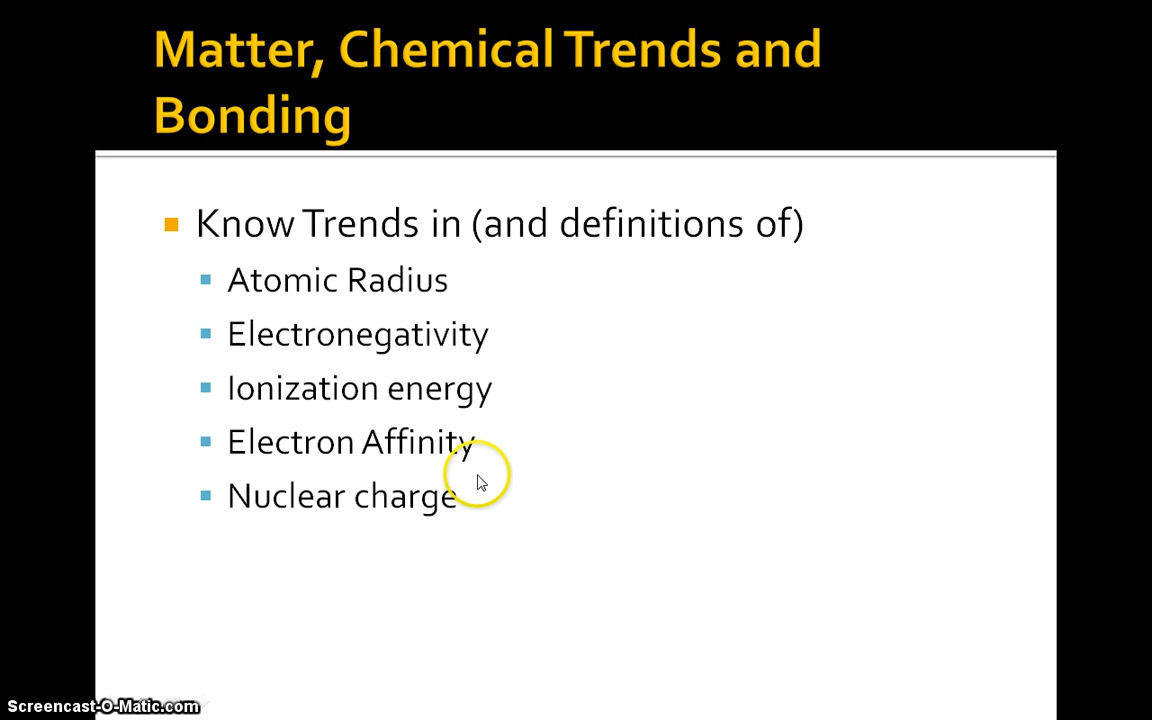 Matter, Chemical Trends and
Bonding
Know Trends in (and definitions of)
Atomic Radius
Electronegativity
Ionization energy
Electron Affinity
Nuclear charge
Screencast-O-Matic.com